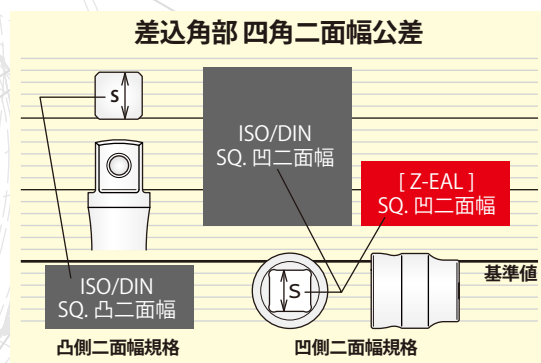 差込角部 四角二面幅公差
S
ISO/DIN
SQ. 凹二面幅
[ Z-EAL ]
SQ. 凹二面幅
基準値
ISO/DIN
SQ. 凸二面幅
S
凸側二面幅規格
凹側二面幅規格